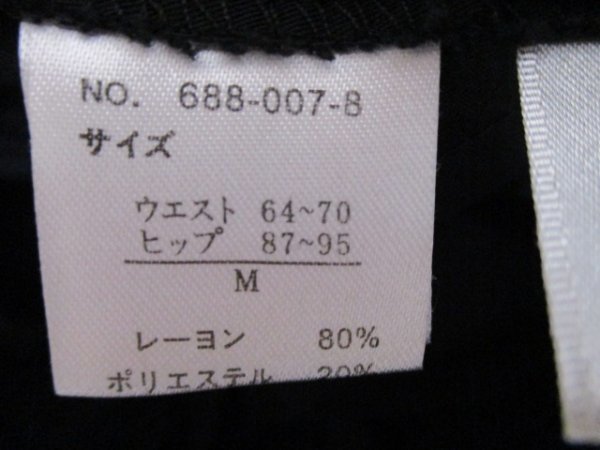 NO. 688-007-8
サイズ
ウエスト 64~70
ヒップ 87~95
M
レーヨン 80%
ポリエステル 20%